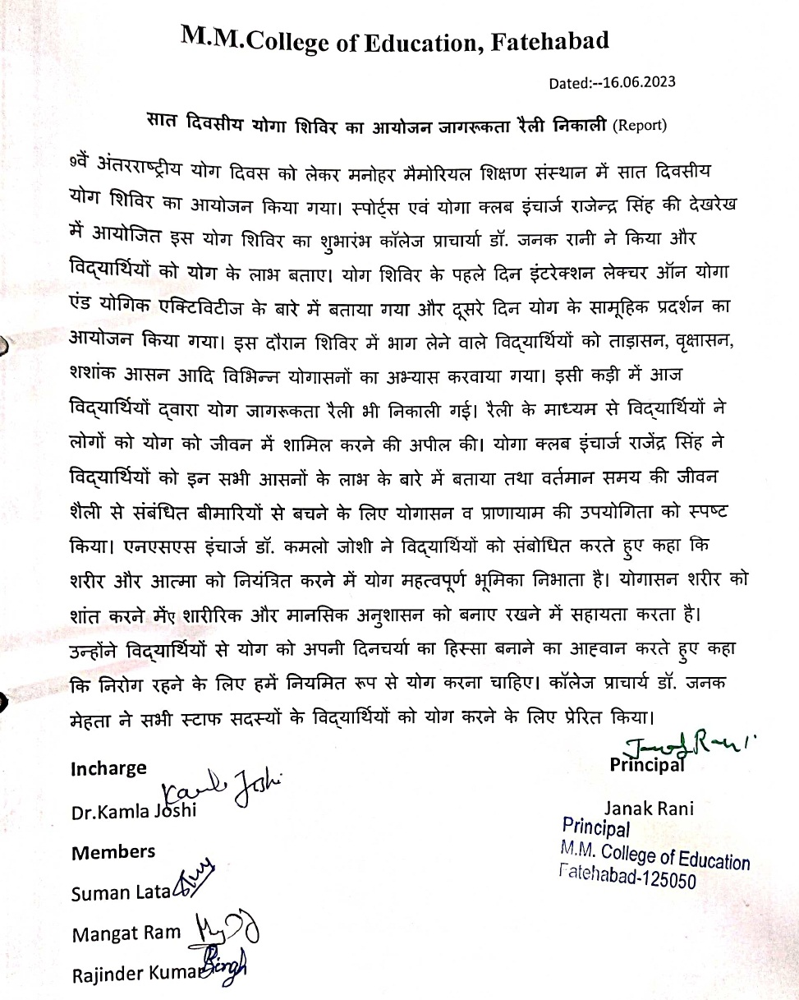 M.M.College of Education, Fatehabad
Dated:--16.06.2023
सात दिवसीय योगा शिविर का आयोजन जागरूकता रैली निकाली (Report)
9वें अंतरराष्ट्रीय योग दिवस को लेकर मनोहर मैमोरियल शिक्षण संस्थान में सात दिवसीय
योग शिविर का आयोजन किया गया। स्पोर्ट्स एवं योगा क्लब इंचार्ज राजेन्द्र सिंह की देखरेख
में आयोजित इस योग शिविर का शुभारंभ कॉलेज प्राचार्या डॉ. जनक रानी ने किया और
विद्यार्थियों को योग के लाभ बताए। योग शिविर के पहले दिन इंटरेक्शन लेक्चर ऑन योगा
एंड योगिक एक्टिविटीज के बारे में बताया गया और दूसरे दिन योग के सामूहिक प्रदर्शन का
आयोजन किया गया। इस दौरान शिविर में भाग लेने वाले विद्यार्थियों को ताड़ासन, वृक्षासन,
शशांक आसन आदि विभिन्न योगासनों का अभ्यास करवाया गया। इसी कड़ी में आज
विद्यार्थियों द्वारा योग जागरूकता रैली भी निकाली गई। रैली के माध्यम से विद्यार्थियों ने
लोगों को योग को जीवन में शामिल करने की अपील की। योगा क्लब इंचार्ज राजेंद्र सिंह ने
विद्यार्थियों को इन सभी आसनों के लाभ के बारे में बताया तथा वर्तमान समय की जीवन
शैली से संबंधित बीमारियों से बचने के लिए योगासन व प्राणायाम की उपयोगिता को स्पष्ट
किया। एनएसएस इंचार्ज डॉ. कमलो जोशी ने विद्यार्थियों को संबोधित करते हुए कहा कि
शरीर और आत्मा को नियंत्रित करने में योग महत्वपूर्ण भूमिका निभाता है। योगासन शरीर को
शांत करने मेंए शारीरिक और मानसिक अनुशासन को बनाए रखने में सहायता करता है।
उन्होंने विद्यार्थियों से योग को अपनी दिनचर्या का हिस्सा बनाने का आह्वान करते हुए कहा
कि निरोग रहने के लिए हमें नियमित रूप से योग करना चाहिए। कॉलेज प्राचार्य डॉ. जनक
मेहता ने सभी स्टाफ सदस्यों के विद्यार्थियों को योग करने के लिए प्रेरित किया।
Incharge
Kamla Joshi
Dr.Kamla Joshi
Members
Suman Lata
Mangat Ram
Rajinder Kumar Singh
Janak Rani
Principal
Janak Rani
Principal
M.M. College of Education
Fatehabad-125050